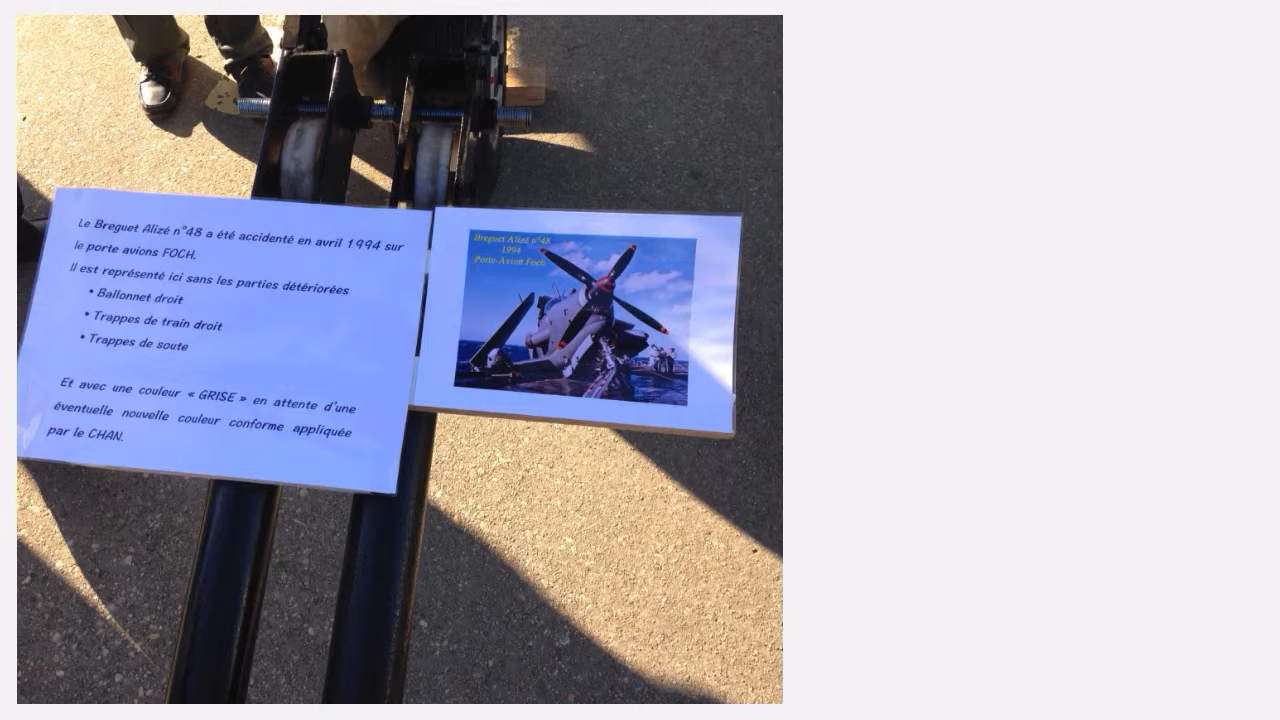 Le Breguet Alizé n°48 a été accidenté en avril 1994 sur
le porte avions FOCH.
Il est représenté ici sans les parties détériorées
• Ballonnet droit
• Trappes de train droit
• Trappes de soute
Et avec une couleur « GRISE » en attente d'une
éventuelle nouvelle couleur conforme appliquée
par le CHAN.
Breguet Alizé n°48
1994
Porte-Avion Foch